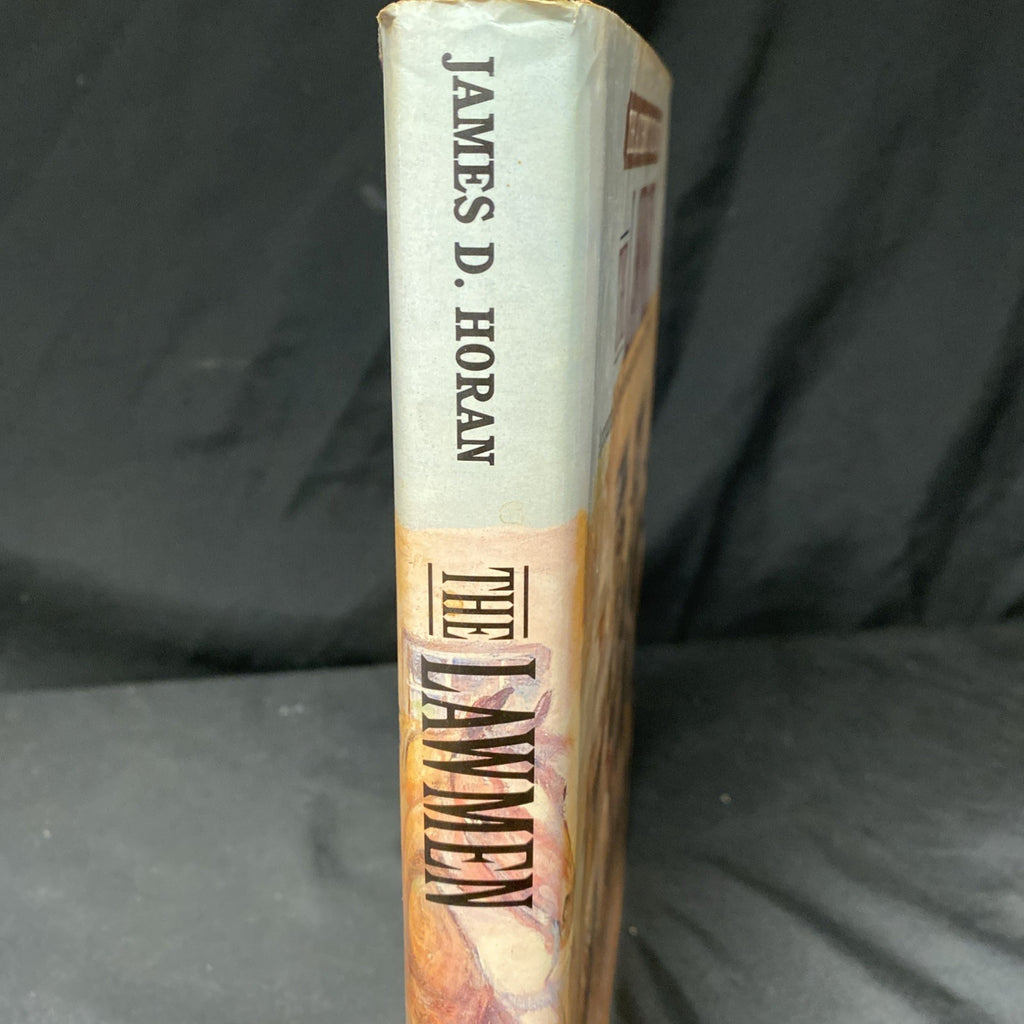 JAMES D. HORAN
THE LAWMEN